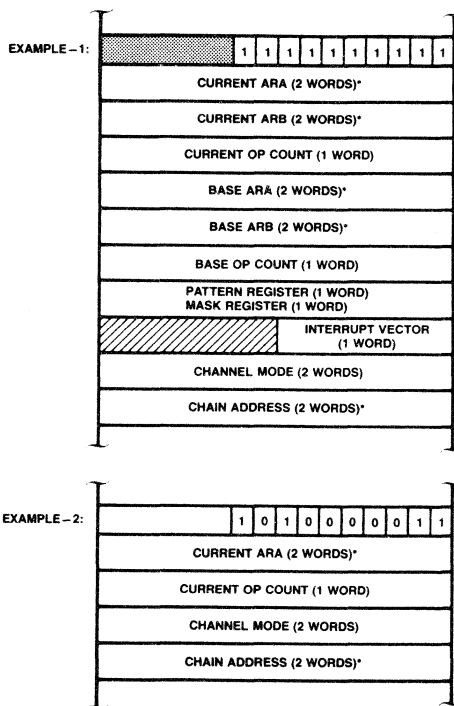 EXAMPLE–1: 1 1 1 1 1 1 1 1 1 1
CURRENT ARA (2 WORDS)*
CURRENT ARB (2 WORDS)*
CURRENT OP COUNT (1 WORD)
BASE ARA (2 WORDS)*
BASE ARB (2 WORDS)*
BASE OP COUNT (1 WORD)
PATTERN REGISTER (1 WORD)
MASK REGISTER (1 WORD)
INTERRUPT VECTOR
(1 WORD)
CHANNEL MODE (2 WORDS)
CHAIN ADDRESS (2 WORDS)*
EXAMPLE–2: 1 0 1 0 0 0 0 0 1 1
CURRENT ARA (2 WORDS)*
CURRENT OP COUNT (1 WORD)
CHANNEL MODE (2 WORDS)
CHAIN ADDRESS (2 WORDS)*